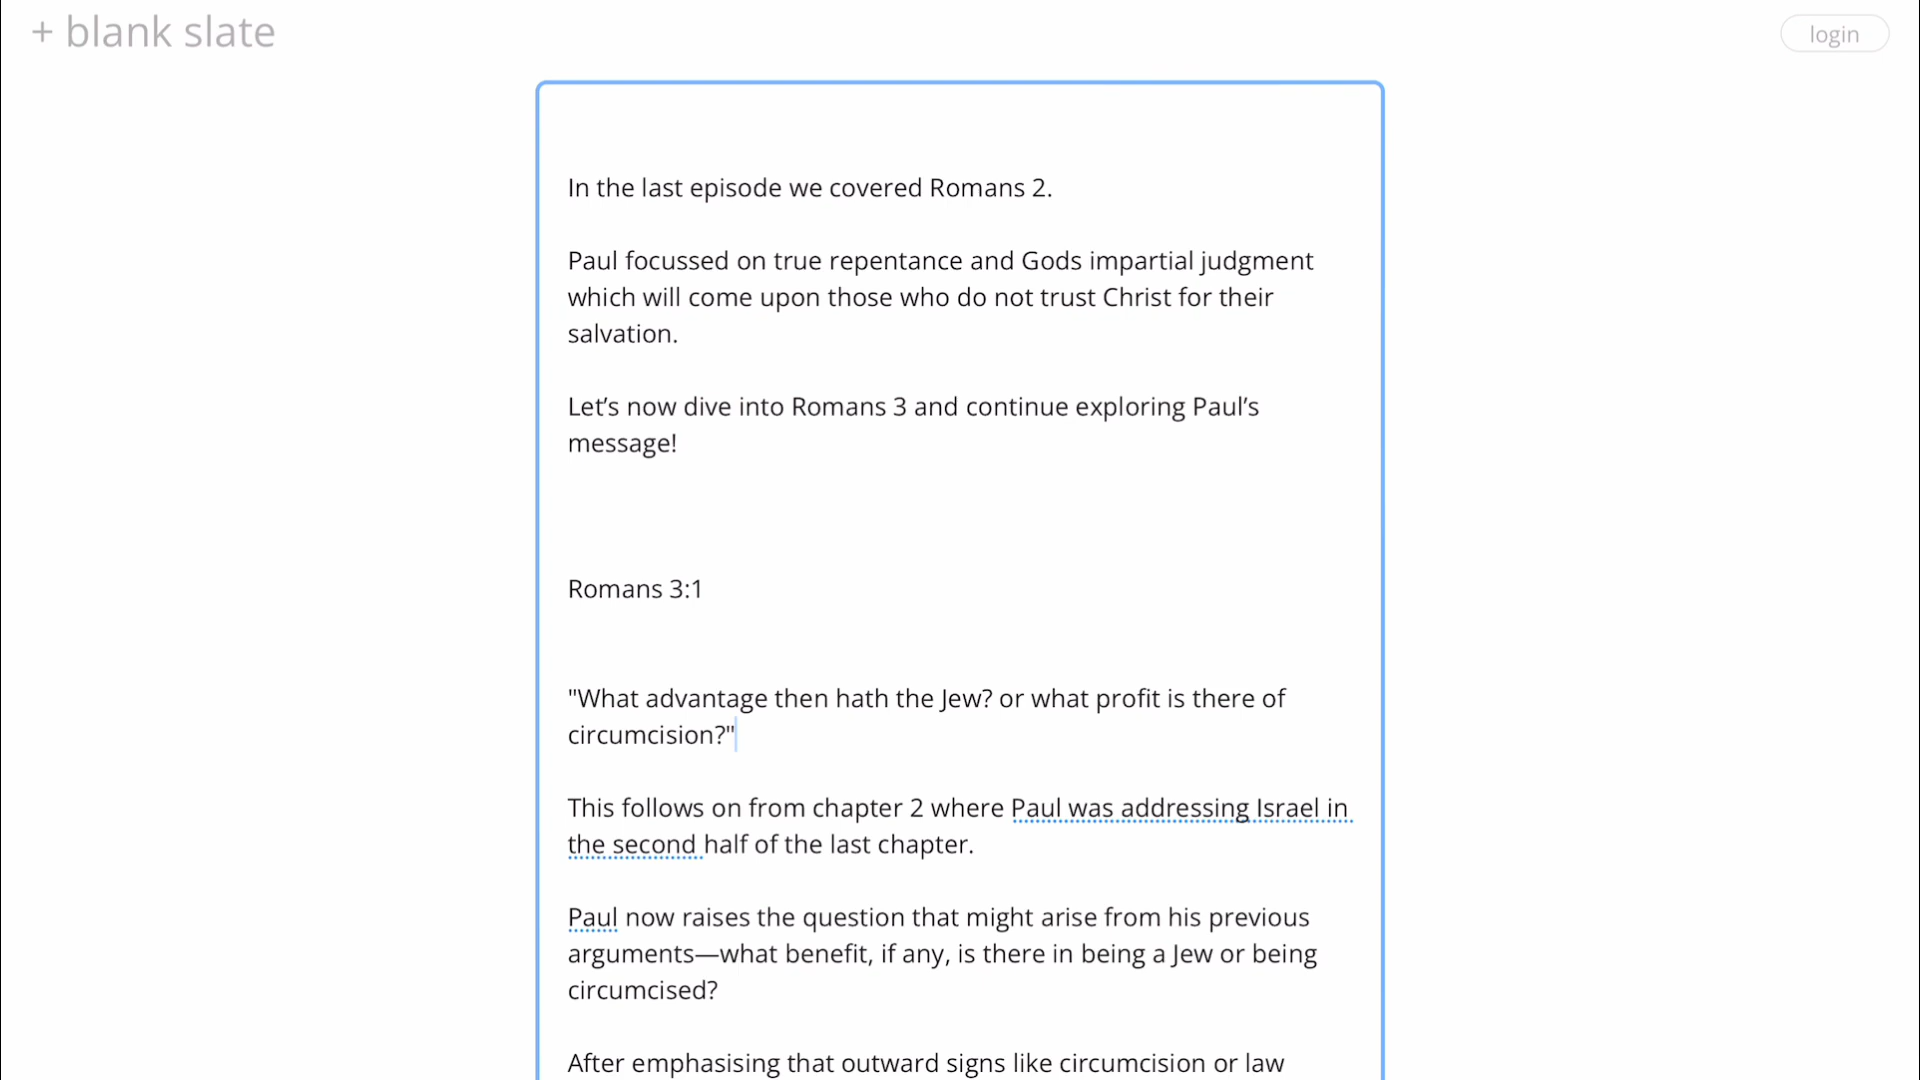 + blank slate
login
In the last episode we covered Romans 2.
Paul focussed on true repentance and Gods impartial judgment
which will come upon those who do not trust Christ for their
salvation.
Let’s now dive into Romans 3 and continue exploring Paul’s
message!
Romans 3:1
"What advantage then hath the Jew? or what profit is there of
circumcision?"
This follows on from chapter 2 where Paul was addressing Israel in
the second half of the last chapter.
Paul now raises the question that might arise from his previous
arguments—what benefit, if any, is there in being a Jew or being
circumcised?
After emphasising that outward signs like circumcision or law